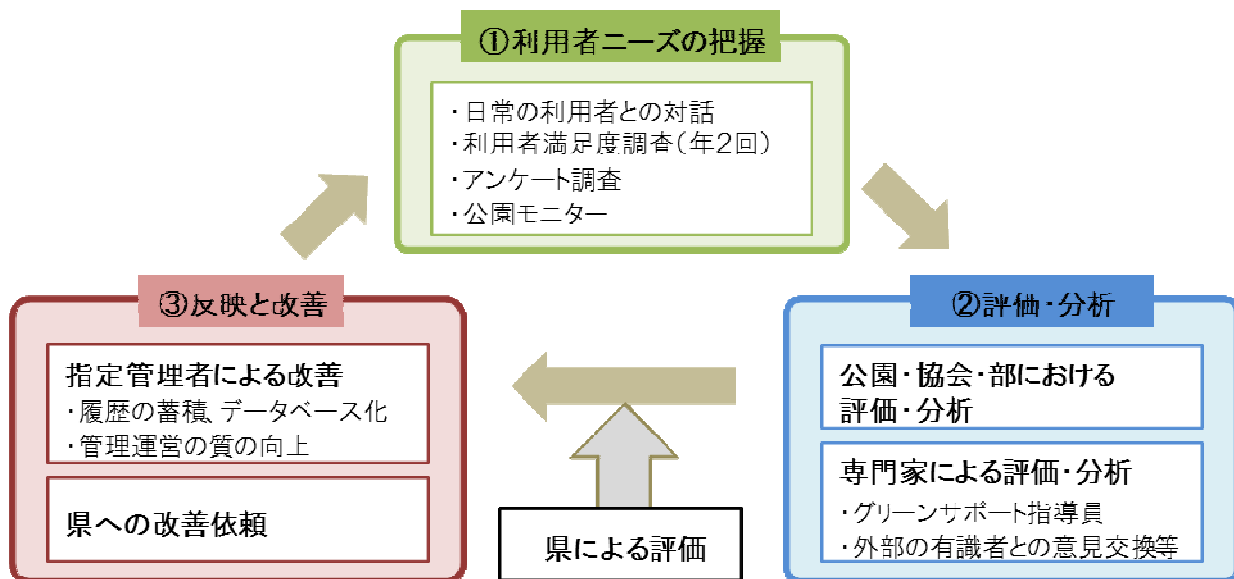 ①利用者ニーズの把握
・日常の利用者との対話
・利用者満足度調査(年2回)
・アンケート調査
・公園モニター
②評価・分析
公園・協会・部における
評価・分析
専門家による評価・分析
・グリーンサポート指導員
・外部の有識者との意見交換等
③反映と改善
指定管理者による改善
・履歴の蓄積、データベース化
・管理運営の質の向上
県への改善依頼
県による評価